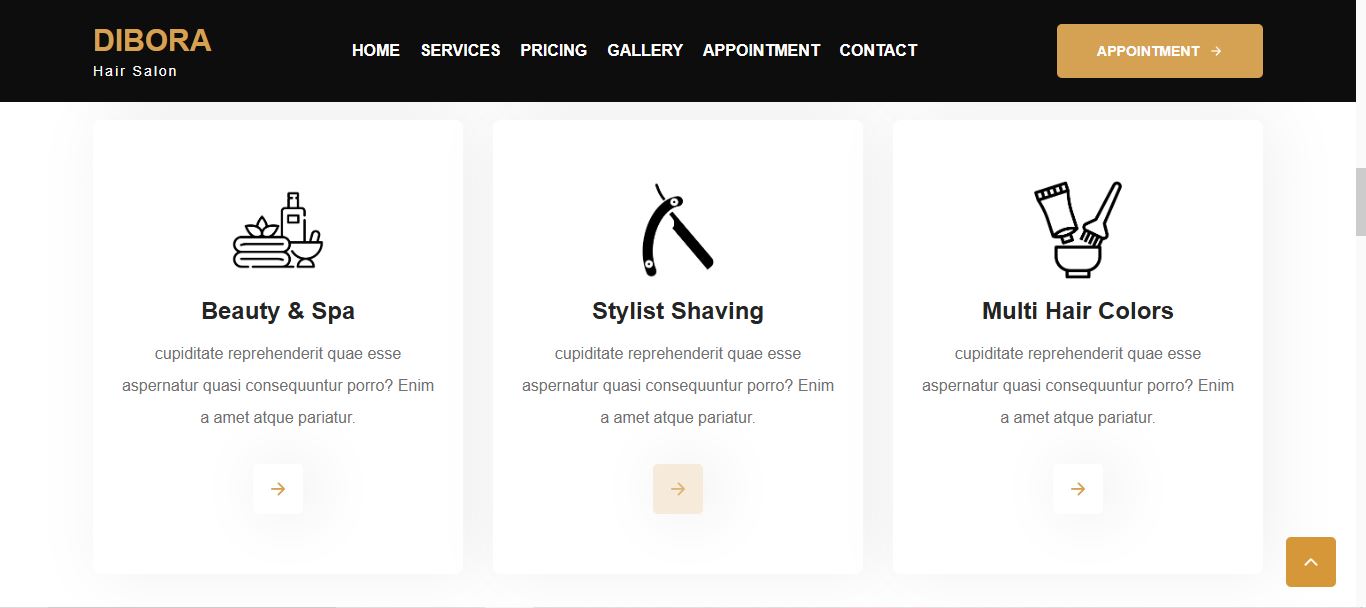 DIBORA
Hair Salon
HOME SERVICES PRICING GALLERY APPOINTMENT CONTACT
APPOINTMENT →
Beauty & Spa
cupiditate reprehenderit quae esse
aspernatur quasi consequuntur porro? Enim
a amet atque pariatur.
Stylist Shaving
cupiditate reprehenderit quae esse
aspernatur quasi consequuntur porro? Enim
a amet atque pariatur.
Multi Hair Colors
cupiditate reprehenderit quae esse
aspernatur quasi consequuntur porro? Enim
a amet atque pariatur.